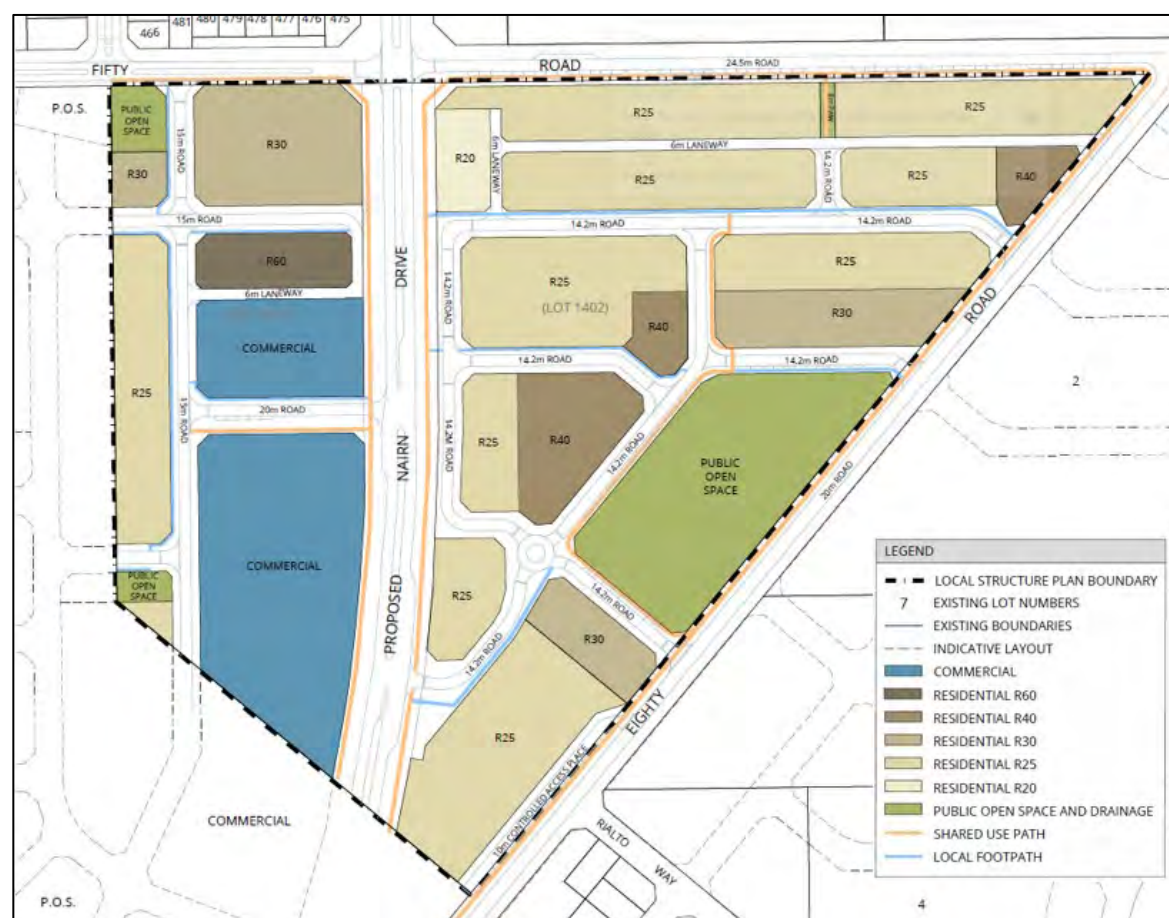 466
481
480
479
478
477
476
475
FIFTY
ROAD
24.5m ROAD
P.O.S.
PUBLIC
OPEN
SPACE
R30
15m ROAD
R30
R20
6m LANEWAY
R25
R25
6m LANEWAY
R25
14.2m ROAD
R25
R40
15m ROAD
14.2m ROAD
14.2m ROAD
R60
6m LANEWAY
COMMERCIAL
DRIVE
14.2m ROAD
R25
(LOT 1402)
R40
R25
R30
ROAD
14.2m ROAD
14.2m ROAD
2
R25
15m ROAD
20m ROAD
NAIRN
14.2M ROAD
R25
R40
14.2m ROAD
PUBLIC
OPEN
SPACE
20m ROAD
COMMERCIAL
PUBLIC
OPEN
SPACE
PROPOSED
R25
14.2m ROAD
14.2m ROAD
R30
EIGHTY
R25
10m CONTROLLED ACCESS PLACE
COMMERCIAL
RIALTO
WAY
P.O.S.
4
LEGEND
LOCAL STRUCTURE PLAN BOUNDARY
7 EXISTING LOT NUMBERS
EXISTING BOUNDARIES
INDICATIVE LAYOUT
COMMERCIAL
RESIDENTIAL R60
RESIDENTIAL R40
RESIDENTIAL R30
RESIDENTIAL R25
RESIDENTIAL R20
PUBLIC OPEN SPACE AND DRAINAGE
SHARED USE PATH
LOCAL FOOTPATH